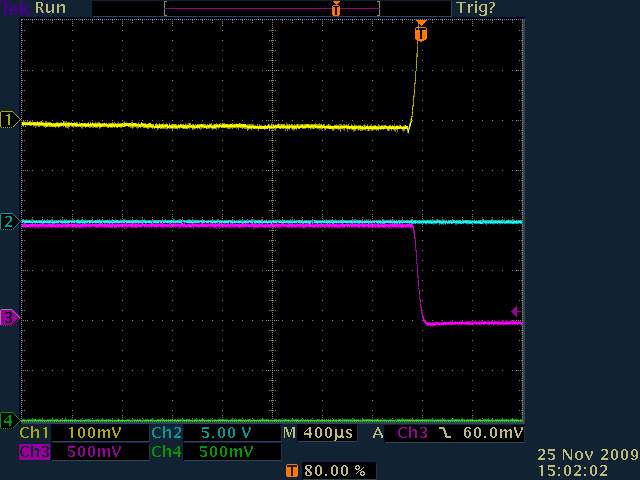 Tek Run Trig?
T
T
1
2
3
4
Ch1 100mV Ch2 5.00 V M 400µs A Ch3 60.0mV
Ch3 500mV Ch4 500mV
T 80.00 %
25 Nov 2009
15:02:02